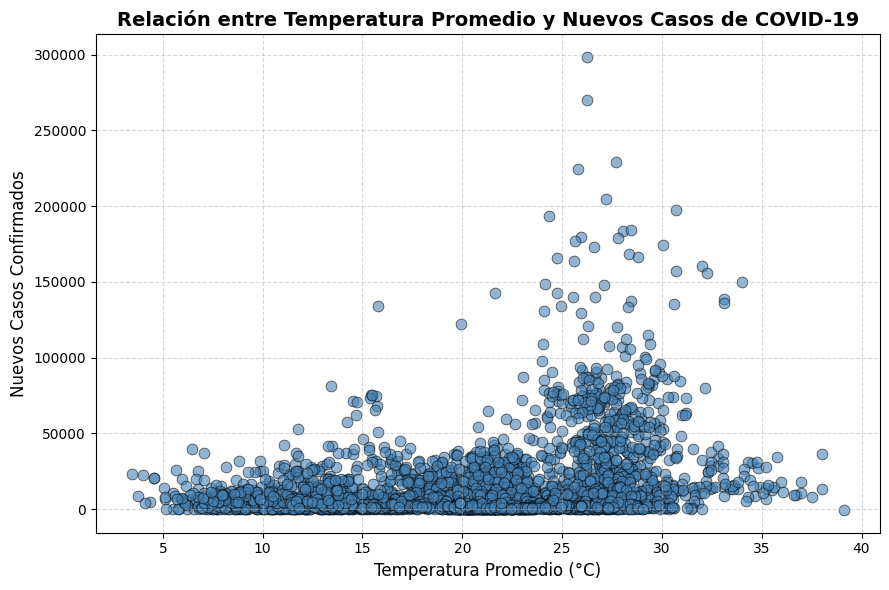 Relación entre Temperatura Promedio y Nuevos Casos de COVID-19
Nuevos Casos Confirmados
300000
250000
200000
150000
100000
50000
0
5 10 15 20 25 30 35 40
Temperatura Promedio (°C)